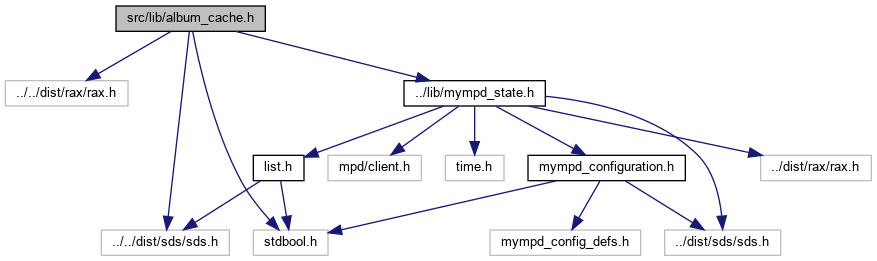 src/lib/album_cache.h
../../dist/rax/rax.h
../lib/mympd_state.h
list.h
mpd/client.h
time.h
mympd_configuration.h
../dist/rax/rax.h
../../dist/sds/sds.h
stdbool.h
mympd_config_defs.h
../dist/sds/sds.h